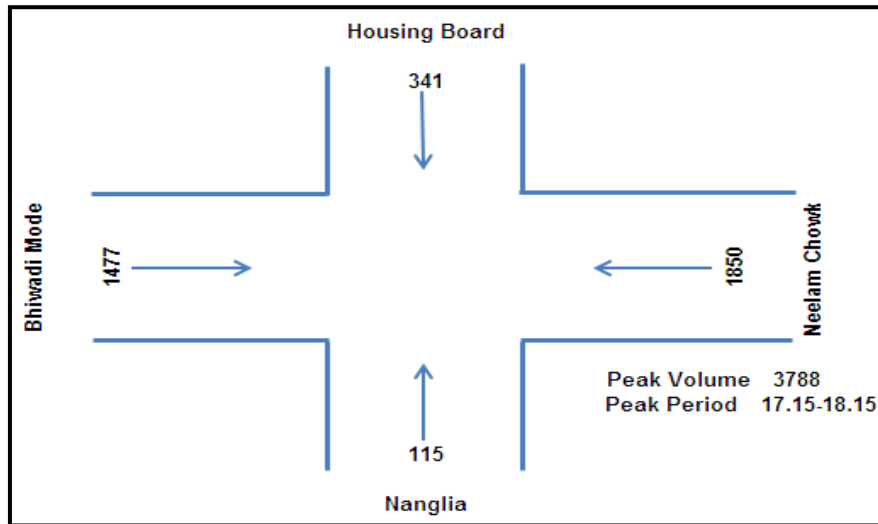 Housing Board
341
Bhiwadi Mode
1477
1850
Neelam Chowk
Peak Volume 3788
Peak Period 17.15-18.15
115
Nanglia